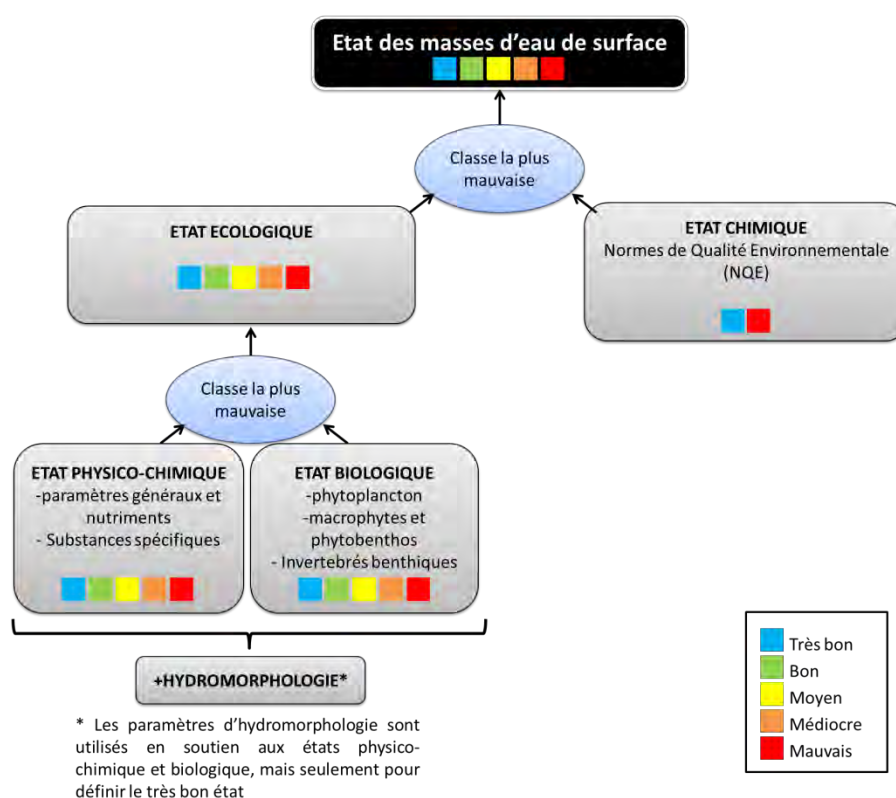 Etat des masses d'eau de surface
Classe la plus
mauvaise
ETAT ECOLOGIQUE
ETAT CHIMIQUE
Normes de Qualité Environnementale
(NQE)
Classe la plus
mauvaise
ETAT PHYSICO-CHIMIQUE
-paramètres généraux et
nutriments
- Substances spécifiques
ETAT BIOLOGIQUE
-phytoplancton
-macrophytes et
phytobenthos
- Invertebrés benthiques
+HYDROMORPHOLOGIE*
* Les paramètres d'hydromorphologie sont
utilisés en soutien aux états physico-
chimique et biologique, mais seulement pour
définir le très bon état
Très bon
Bon
Moyen
Médiocre
Mauvais